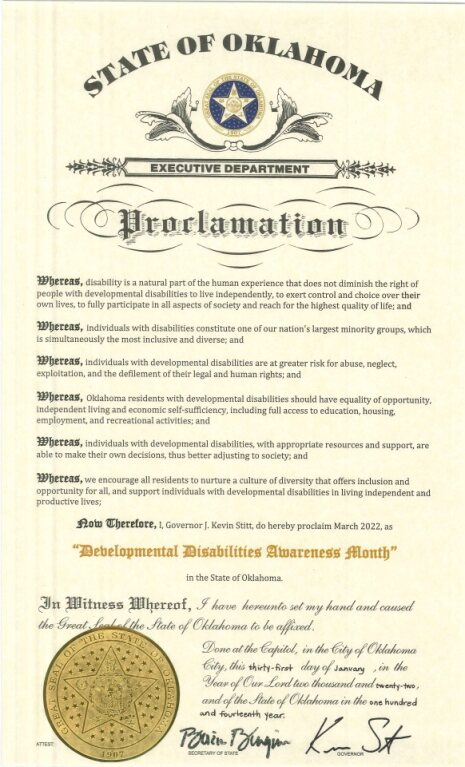 STATE OF OKLAHOMA
GREAT SEAL OF THE STATE OF OKLAHOMA
1907
EXECUTIVE DEPARTMENT
Proclamation
Whereas, disability is a natural part of the human experience that does not diminish the right of
people with developmental disabilities to live independently, to exert control and choice over their
own lives, to fully participate in all aspects of society and reach for the highest quality of life; and
Whereas, individuals with disabilities constitute one of our nation's largest minority groups, which
is simultaneously the most inclusive and diverse; and
Whereas, individuals with developmental disabilities are at greater risk for abuse, neglect,
exploitation, and the defilement of their legal and human rights; and
Whereas, Oklahoma residents with developmental disabilities should have equality of opportunity,
independent living and economic self-sufficiency, including full access to education, housing,
employment, and recreational activities; and
Whereas, individuals with developmental disabilities, with appropriate resources and support, are
able to make their own decisions, thus better adjusting to society; and
Whereas, we encourage all residents to nurture a culture of diversity that offers inclusion and
opportunity for all, and support individuals with developmental disabilities in living independent and
productive lives;
Now Therefore, I, Governor J. Kevin Stitt, do hereby proclaim March 2022, as
"Developmental Disabilities Awareness Month"
in the State of Oklahoma.
In Witness Whereof, I have hereunto set my hand and caused
the Great Seal of the State of Oklahoma to be affixed.
Done at the Capitol, in the City of Oklahoma
City, this thirty-first day of January, in the
Year of Our Lord two thousand and twenty-two,
and of the State of Oklahoma in the one hundred
and fourteenth year.
GREAT SEAL OF THE STATE OF OKLAHOMA
1907
ATTEST:
SECRETARY OF STATE
GOVERNOR